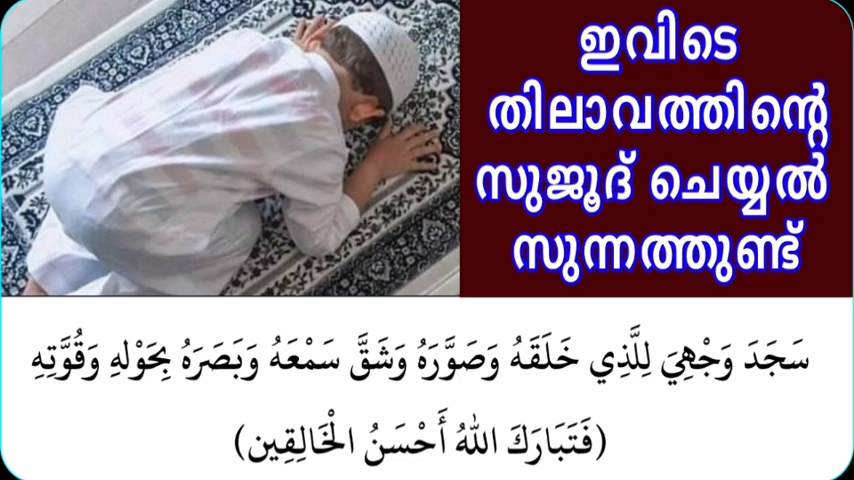 ഇവിടെ
തിലാവത്തിന്റെ
സുജൂദ് ചെയ്യൽ
സുന്നത്തുണ്ട്
سَجَدَ وَجْهِيَ لِلَّذِي خَلَقَهُ وَصَوَّرَهُ وَشَقَّ سَمْعَهُ وَبَصَرَهُ بِحَوْلِهِ وَقُوَّتِهِ
(فَتَبَارَكَ اللهُ أَحْسَنُ الْخَالِقِين)